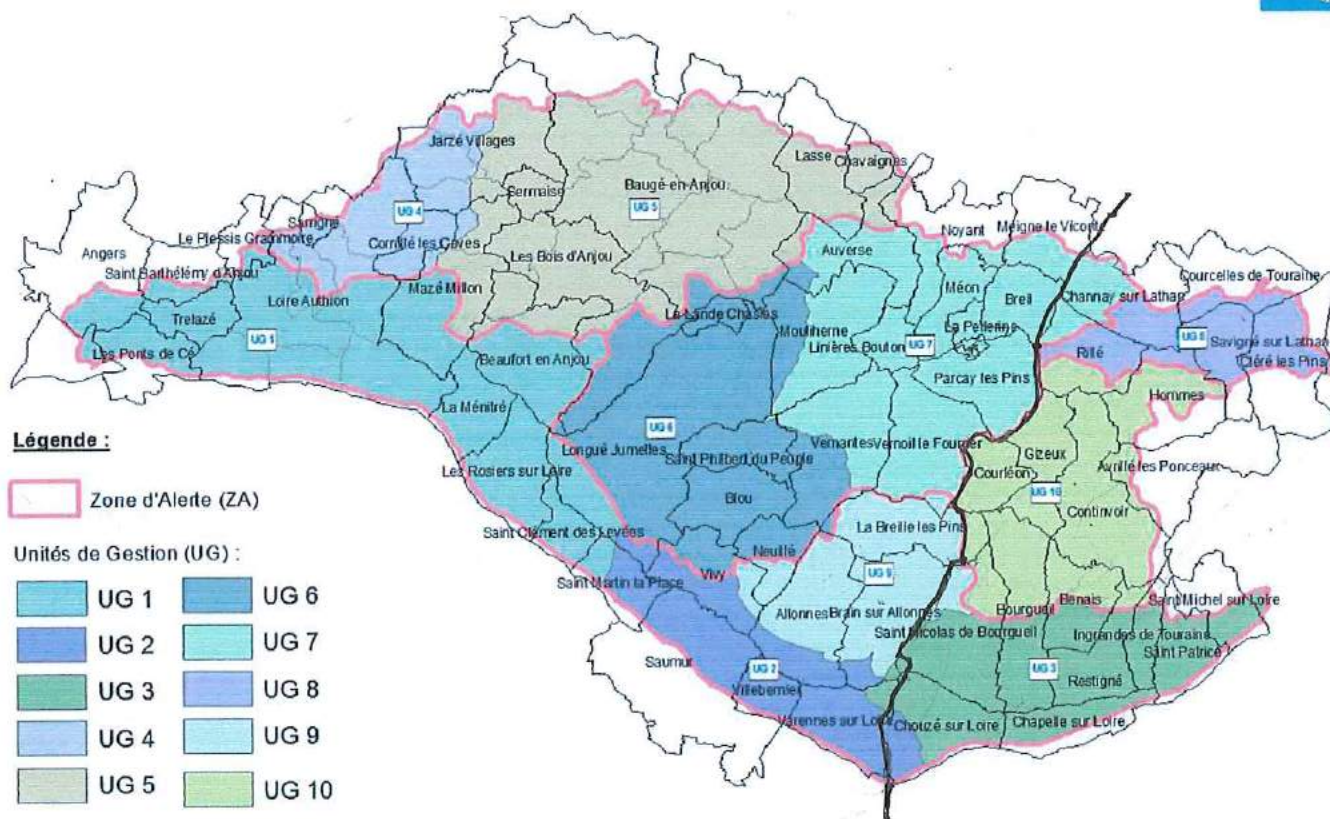 Jarzé Villages
Lasse
Chavaignes
Sermaise
Baugé-en-Anjou
UG 5
UG 4
Sarrigné
Le Plessis Grammoire
Cornillé les Caves
Angers
Saint Barthélémy d'Anjou
Les Bois d'Anjou
Auverse
Noyant
Meigné le Vicomte
Courcelles de Touraine
Mazé Milon
Loire Authion
Méon
Breil
Channay sur Lathan
Trelazé
La Lande Chasles
Mouliherne
La Pellerine
Les Ponts de Cé
UG 1
Beaufort en Anjou
Linières Bouton
UG 7
Rillé
UG 8
Savigné sur Lathan
Cléré les Pins
Parcay les Pins
La Ménitré
Hommes
Légende :
Zone d'Alerte (ZA)
Unités de Gestion (UG) :
UG 1
UG 2
UG 3
UG 4
UG 5
UG 6
UG 7
UG 8
UG 9
UG 10
UG 6
Longué Jumelles
Saint Philbert du Peuple
Vernantes
Vernoil le Fourrier
Gizeux
Courléon
Avrillé les Ponceaux
Les Rosiers sur Loire
Blou
UG 10
Continvoir
Saint Clément des Levées
La Breille les Pins
Neuillé
Vivy
Saint Martin la Place
UG 9
Allonnes
Brain sur Allonnes
Bourgueil
Benais
Saint Michel sur Loire
Saint Nicolas de Bourgueil
Ingrandes de Touraine
Saint Patrice
Saumur
UG 2
UG 3
Restigné
Villebernier
Varennes sur Loire
Chouzé sur Loire
Chapelle sur Loire